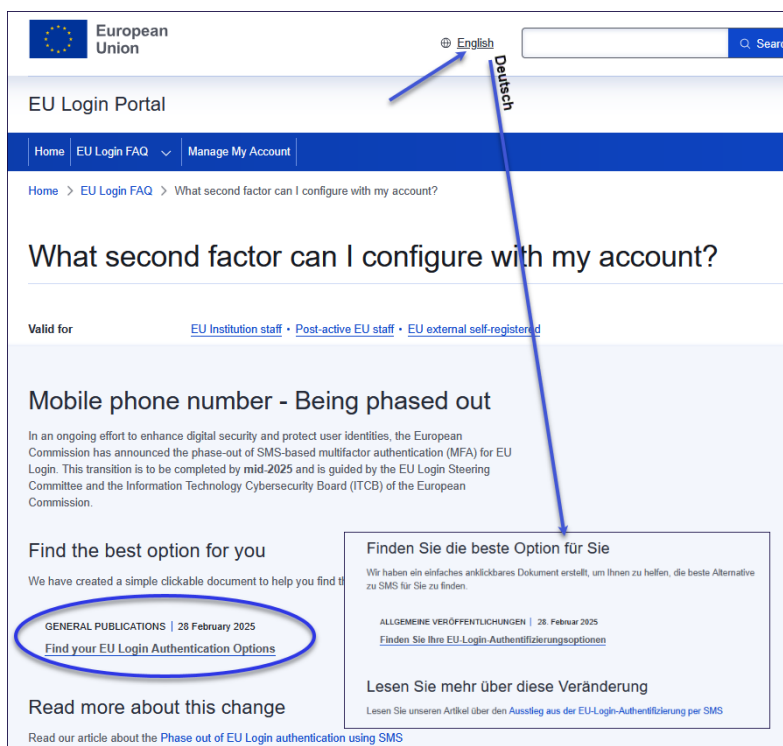 European
Union
English
Sear
Deutsch
EU Login Portal
Home
EU Login FAQ
Manage My Account
Home > EU Login FAQ > What second factor can I configure with my account?
What second factor can I configure with my account?
Valid for
EU Institution staff • Post-active EU staff • EU external self-registered
Mobile phone number - Being phased out
In an ongoing effort to enhance digital security and protect user identities, the European
Commission has announced the phase-out of SMS-based multifactor authentication (MFA) for EU
Login. This transition is to be completed by mid-2025 and is guided by the EU Login Steering
Committee and the Information Technology Cybersecurity Board (ITCB) of the European
Commission.
Find the best option for you
We have created a simple clickable document to help you find th
GENERAL PUBLICATIONS | 28 February 2025
Find your EU Login Authentication Options
Read more about this change
Read our article about the Phase out of EU Login authentication using SMS
Finden Sie die beste Option für Sie
Wir haben ein einfaches anklickbares Dokument erstellt, um Ihnen zu helfen, die beste Alternative
zu SMS für Sie zu finden.
ALLGEMEINE VERÖFFENTLICHUNGEN | 28. Februar 2025
Finden Sie Ihre EU-Login-Authentifizierungsoptionen
Lesen Sie mehr über diese Veränderung
Lesen Sie unseren Artikel über den Ausstieg aus der EU-Login-Authentifizierung per SMS